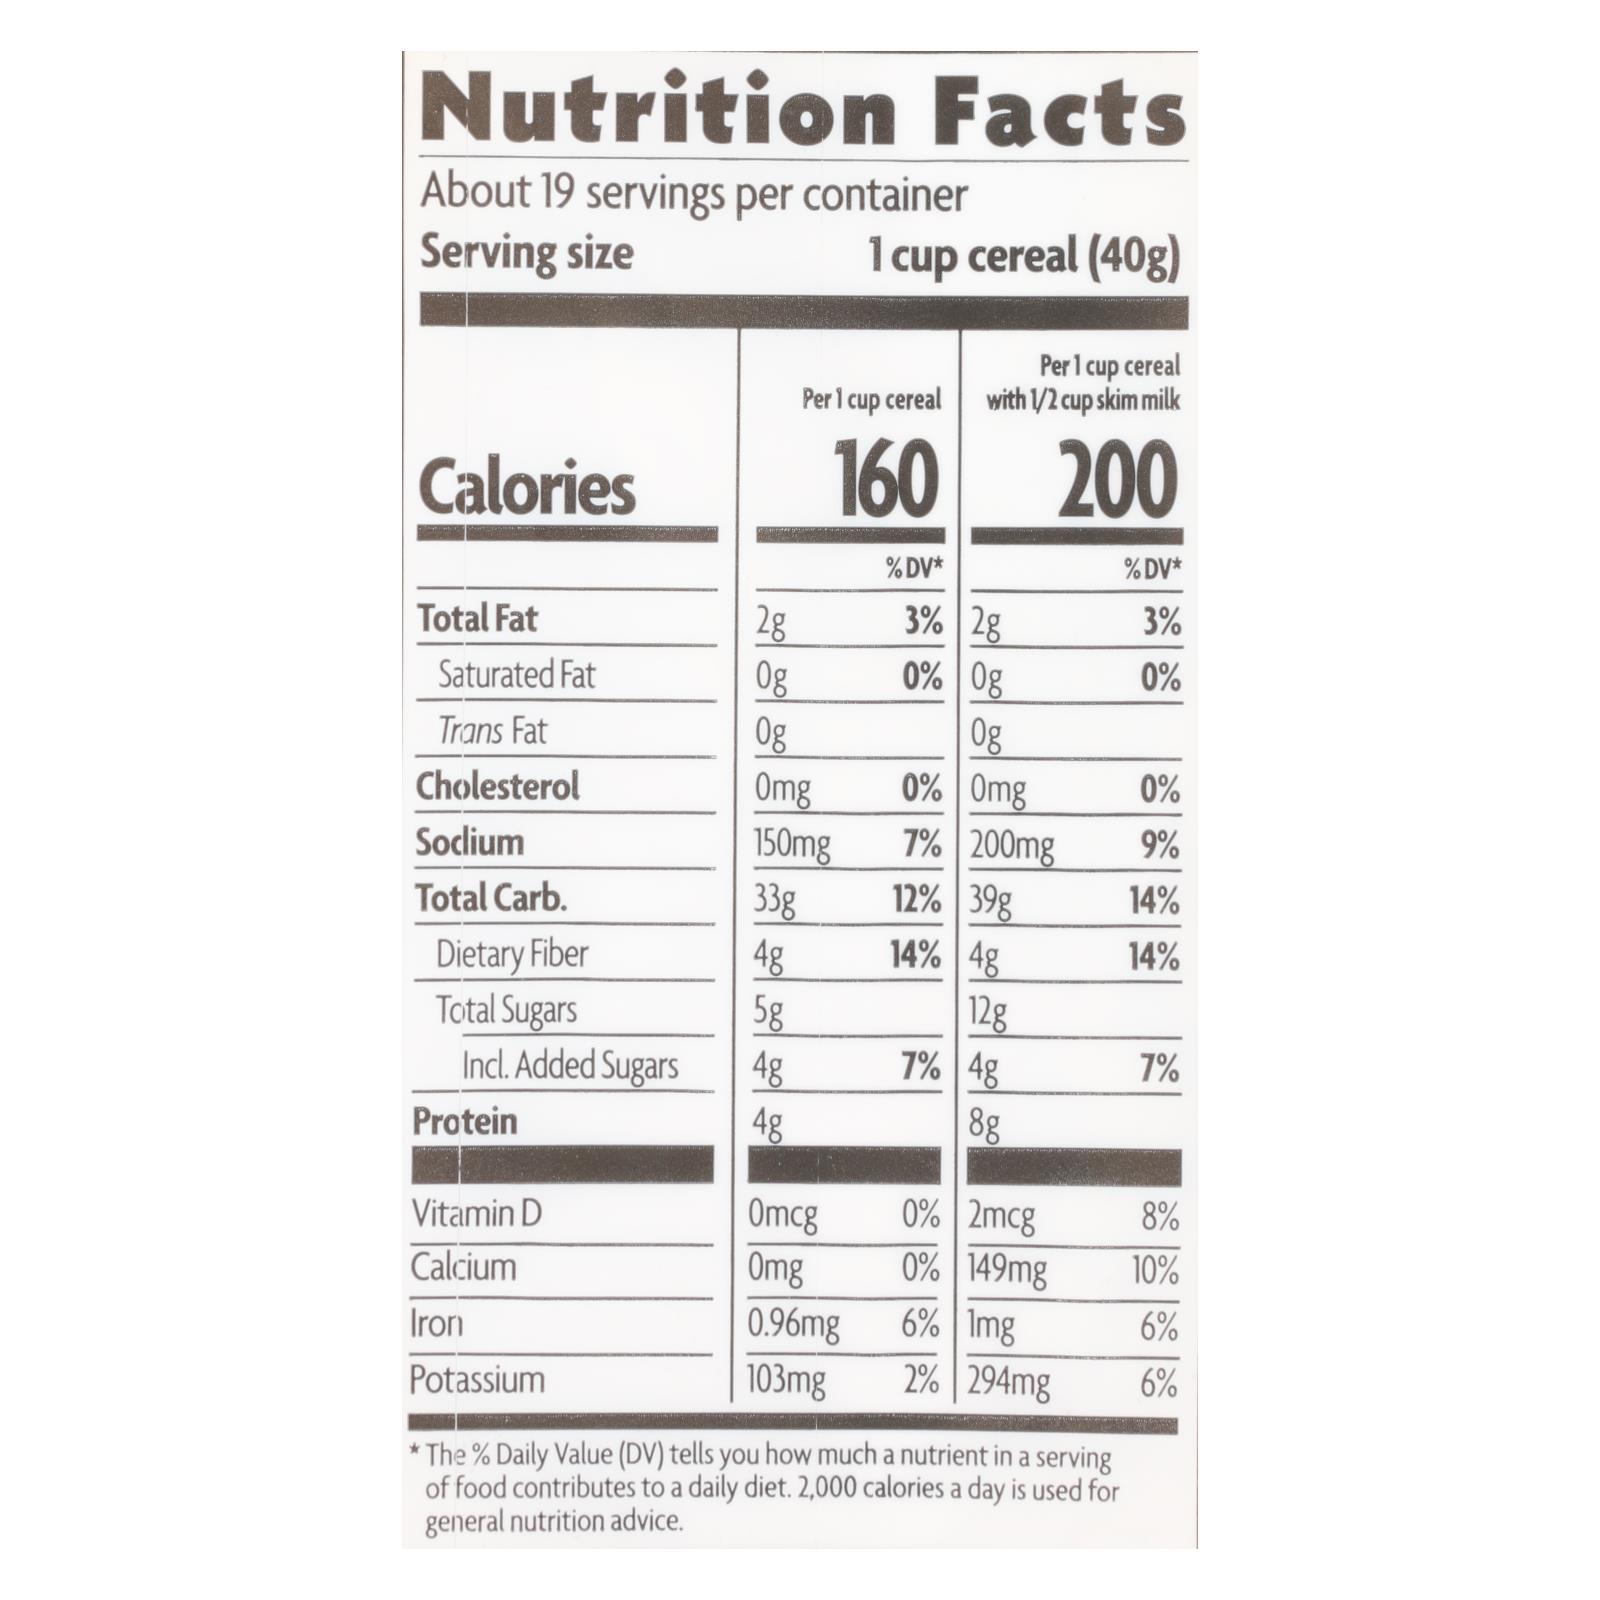 Nutrition Facts
About 19 servings per container
Serving size 1 cup cereal (40g)
Per 1 cup cereal
Per 1 cup cereal with 1/2 cup skim milk
Calories 160 200
% DV* % DV*
Total Fat 2g 3% 2g 3%
Saturated Fat 0g 0% 0g 0%
Trans Fat 0g 0g
Cholesterol 0mg 0% 0mg 0%
Sodium 150mg 7% 200mg 9%
Total Carb. 33g 12% 39g 14%
Dietary Fiber 4g 14% 4g 14%
Total Sugars 5g 12g
Incl. Added Sugars 4g 7% 4g 7%
Protein 4g 8g
Vitamin D 0mcg 0% 2mcg 8%
Calcium 0mg 0% 149mg 10%
Iron 0.96mg 6% 1mg 6%
Potassium 103mg 2% 294mg 6%
* The % Daily Value (DV) tells you how much a nutrient in a serving
of food contributes to a daily diet. 2,000 calories a day is used for
general nutrition advice.